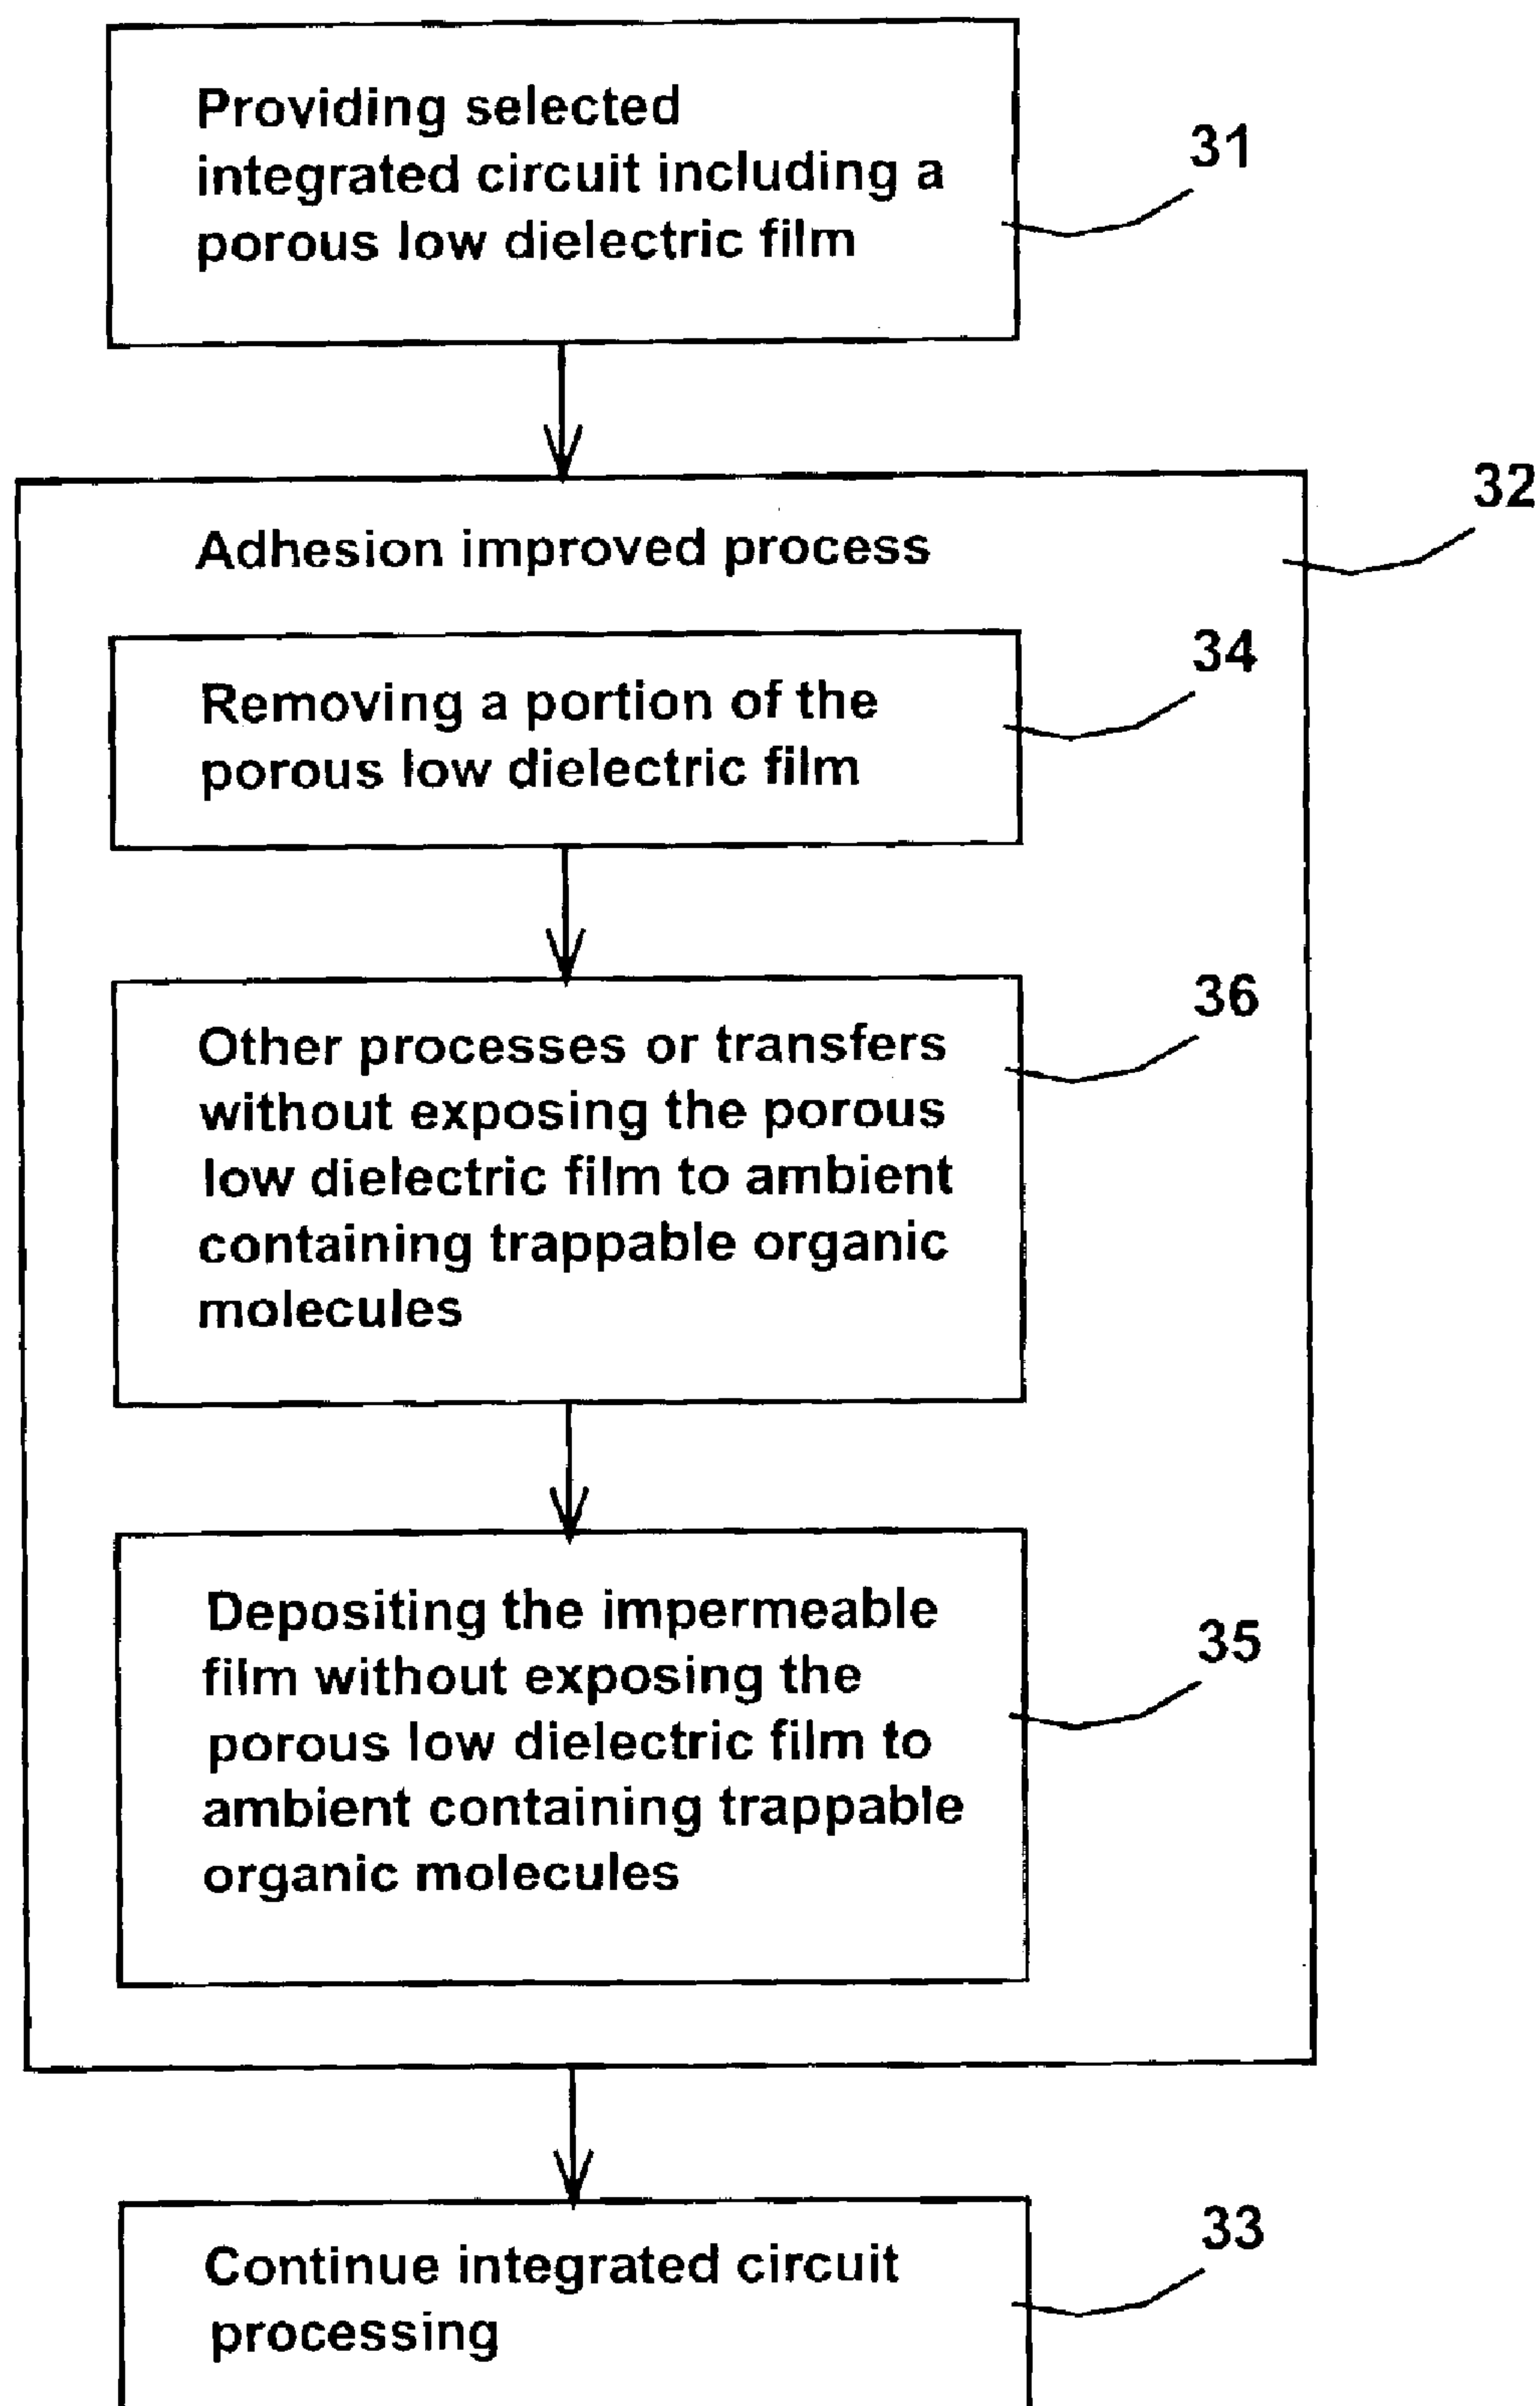 Providing selected
integrated circuit including a
porous low dielectric film
31
Adhesion improved process
32
Removing a portion of the
porous low dielectric film
34
Other processes or transfers
without exposing the porous
low dielectric film to ambient
containing trappable organic
molecules
36
Depositing the impermeable
film without exposing the
porous low dielectric film to
ambient containing trappable
organic molecules
35
Continue integrated circuit
processing
33